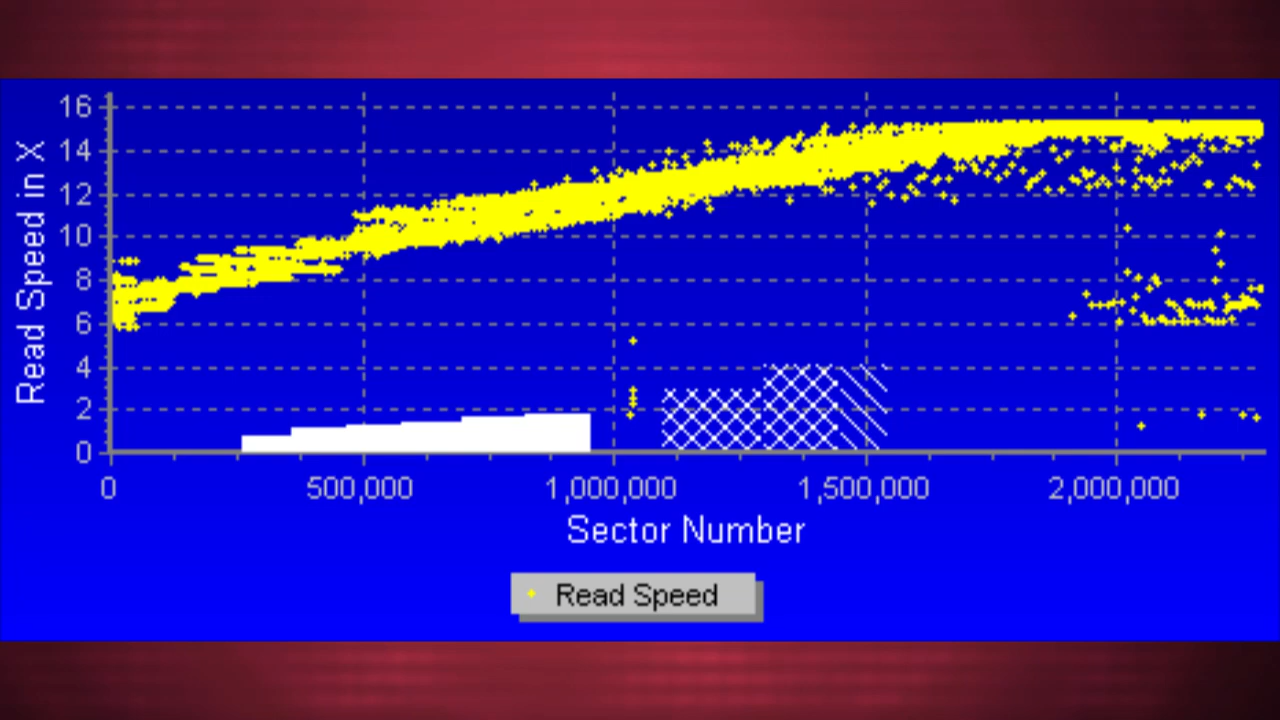 16
14
12
10
8
6
4
2
0
Read Speed in X
0 500,000 1,000,000 1,500,000 2,000,000
Sector Number
Read Speed